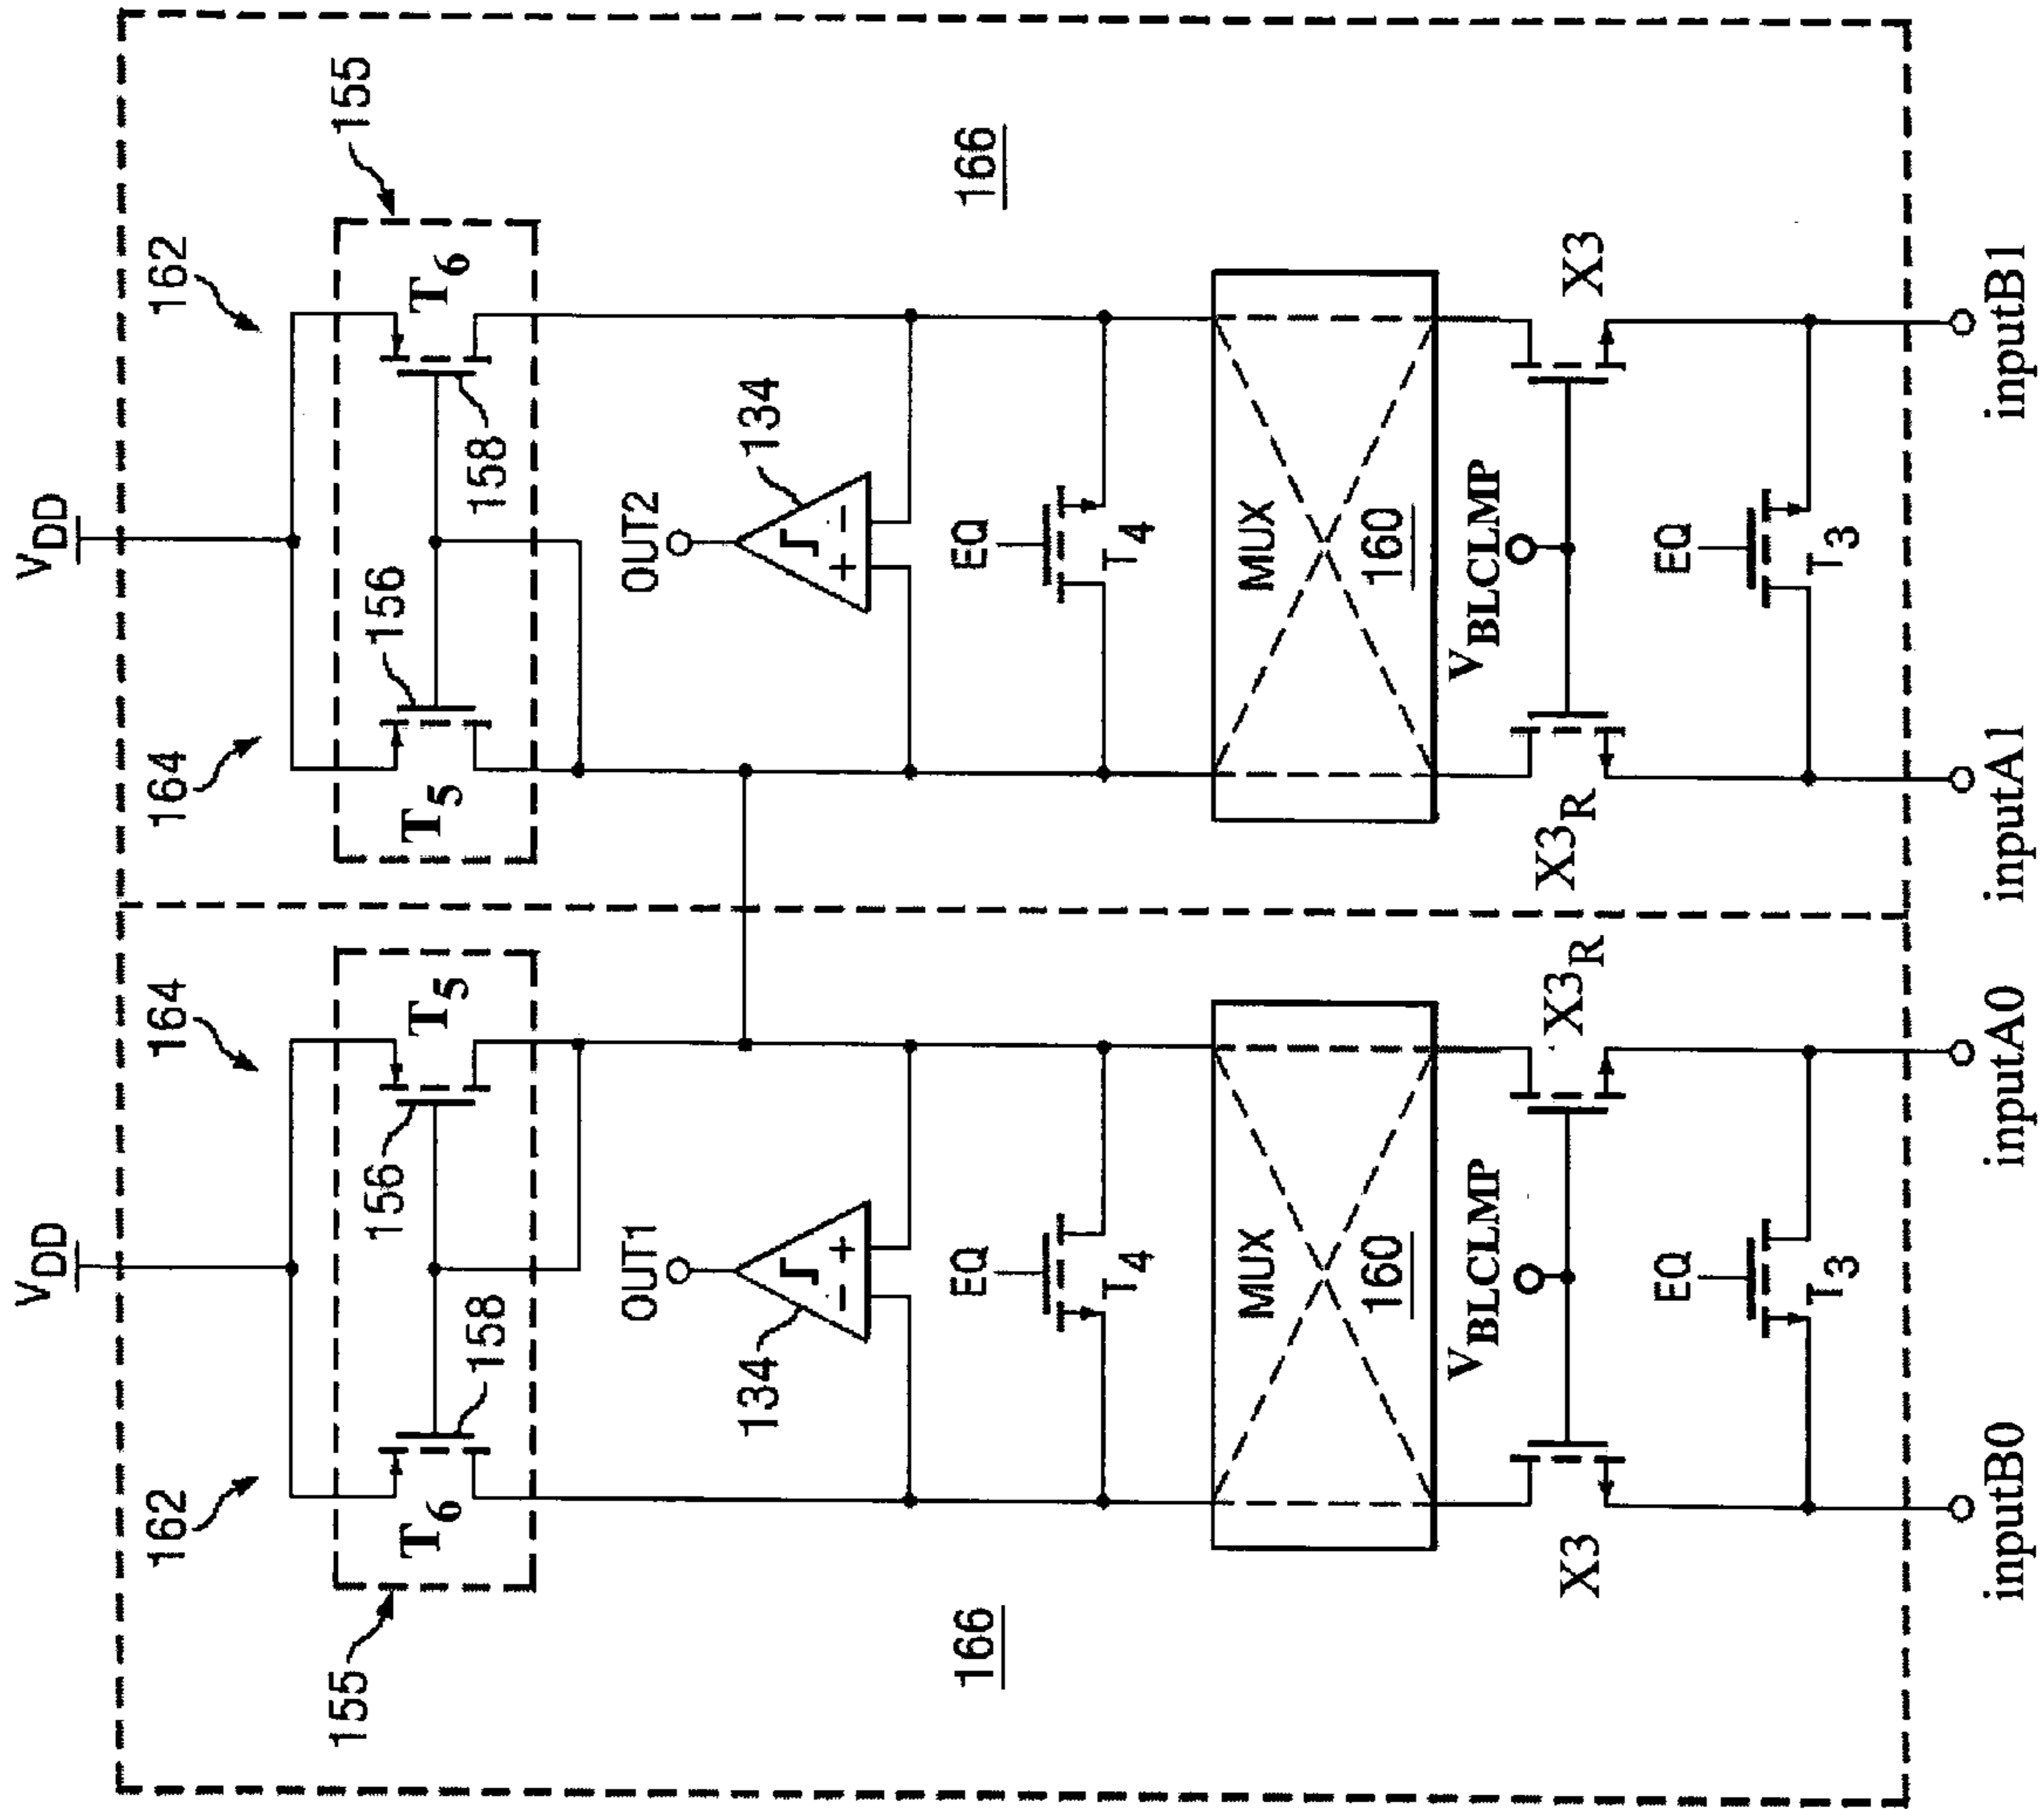 VDD
VDD
162
164
164
162
155
155
156
156
T6
T5
T5
T6
158
158
OUT1
OUT2
134
134
− +
+ −
EQ
EQ
166
166
T4
T4
MUX
MUX
160
160
VBLCLMP
VBLCLMP
X3
X3R
X3R
X3
EQ
EQ
T3
T3
inputB0
inputA0
inputA1
inputB1